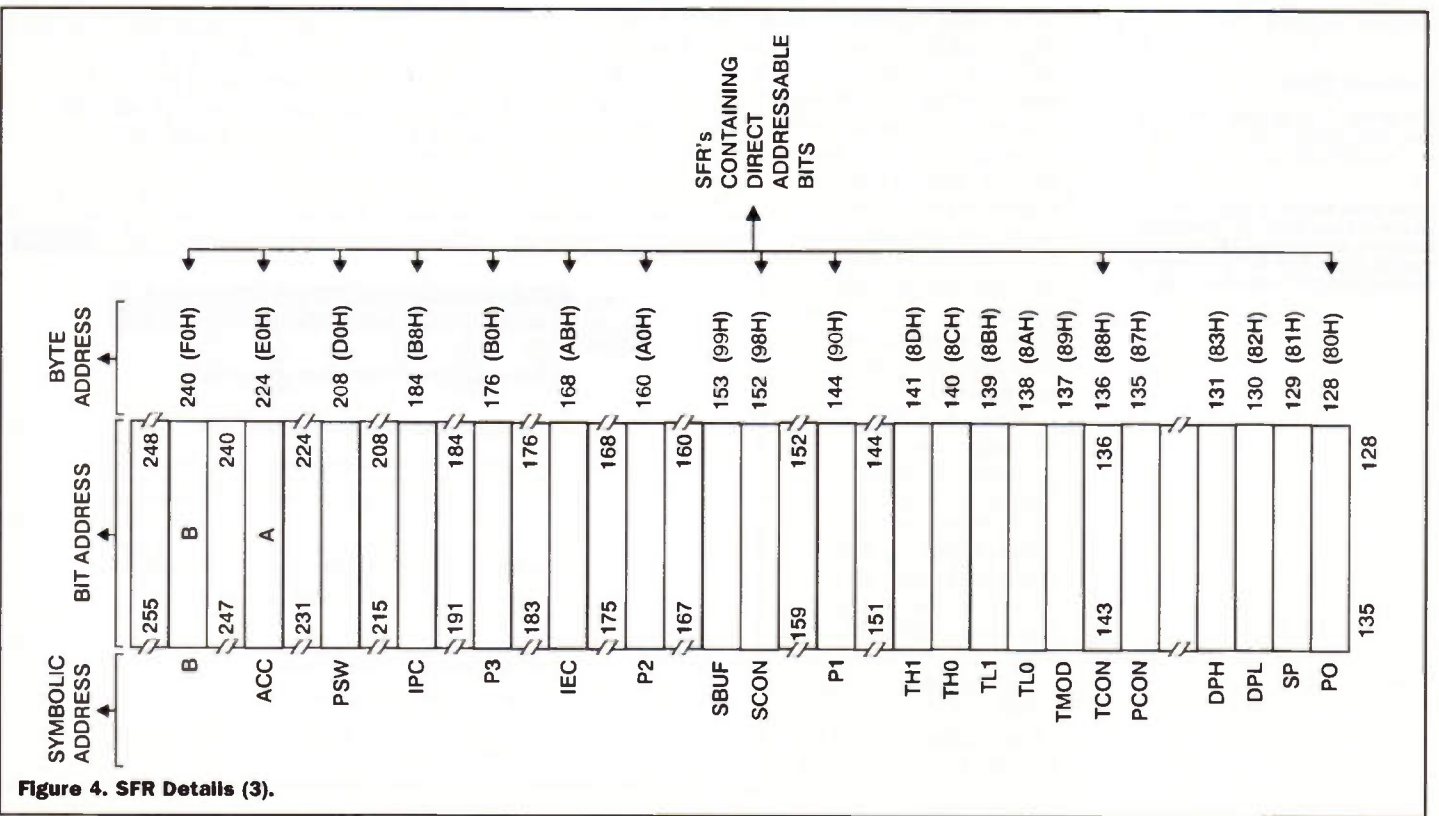 SYMBOLIC ADDRESS
BIT ADDRESS
BYTE ADDRESS
255 248
B B 240 (F0H)
247 240
ACC A 224 (E0H)
231 224
PSW 208 (D0H)
215 208
IPC 184 (B8H)
191 184
P3 176 (B0H)
183 176
IEC 168 (ABH)
175 168
P2 160 (A0H)
167 160
SBUF 153 (99H)
SCON 152 (98H)
159 152
P1 144 (90H)
151 144
TH1 141 (8DH)
TH0 140 (8CH)
TL1 139 (8BH)
TL0 138 (8AH)
TMOD 137 (89H)
TCON 143 136 136 (88H)
PCON 135 (87H)
DPH 131 (83H)
DPL 130 (82H)
SP 129 (81H)
PO 128 (80H)
135 128
SFR's
CONTAINING
DIRECT
ADDRESSABLE
BITS
Figure 4. SFR Details (3).